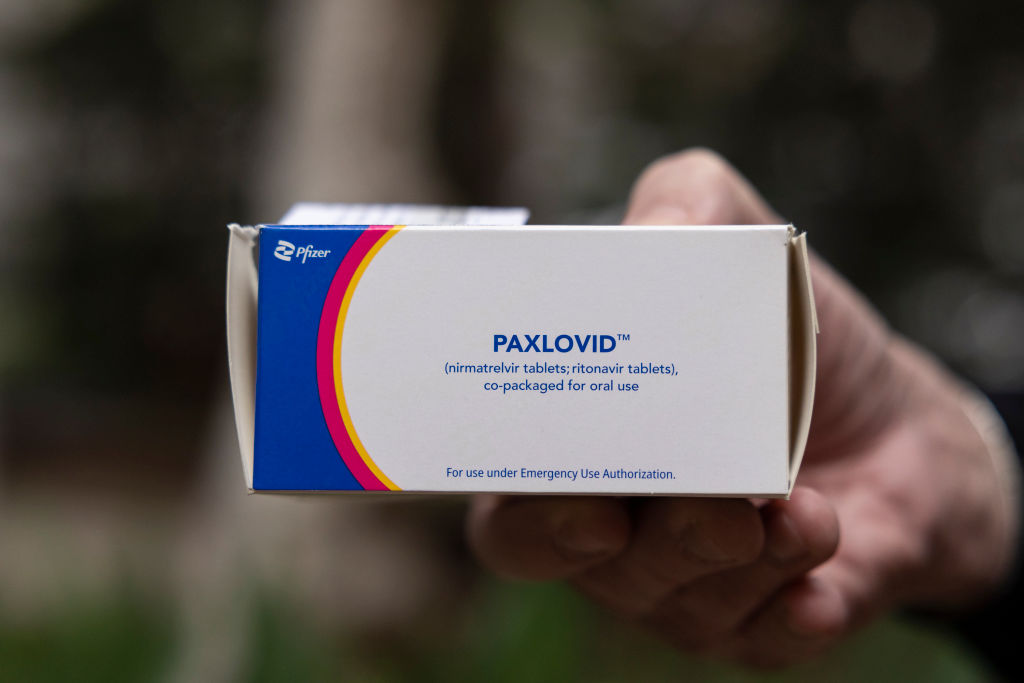 Pfizer
PAXLOVID™
(nirmatrelvir tablets; ritonavir tablets),
co-packaged for oral use
For use under Emergency Use Authorization.